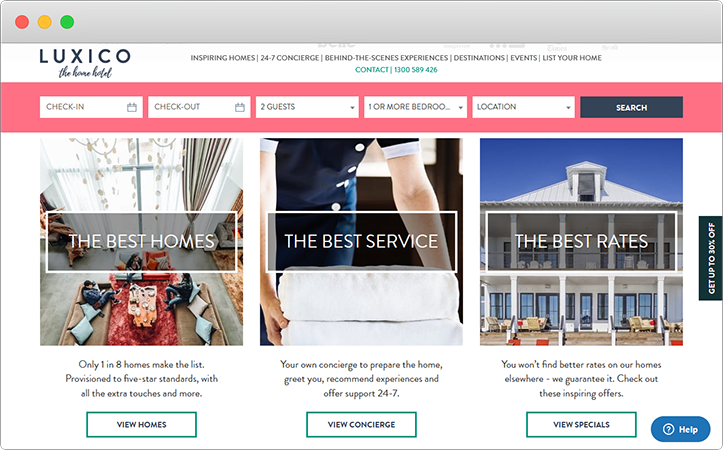 LUXICO
the home hotel
INSPIRING HOMES | 24-7 CONCIERGE | BEHIND-THE-SCENES EXPERIENCES | DESTINATIONS | EVENTS | LIST YOUR HOME
CONTACT | 1300 589 426
CHECK-IN
CHECK-OUT
2 GUESTS
1 OR MORE BEDROO...
LOCATION
SEARCH
THE BEST HOMES
THE BEST SERVICE
THE BEST RATES
GET UP TO 30% OFF
Only 1 in 8 homes make the list.
Provisioned to five-star standards, with
all the extra touches and more.
VIEW HOMES
Your own concierge to prepare the home,
greet you, recommend experiences and
offer support 24-7.
VIEW CONCIERGE
You won't find better rates on our homes
elsewhere - we guarantee it. Check out
these inspiring offers.
VIEW SPECIALS
Help